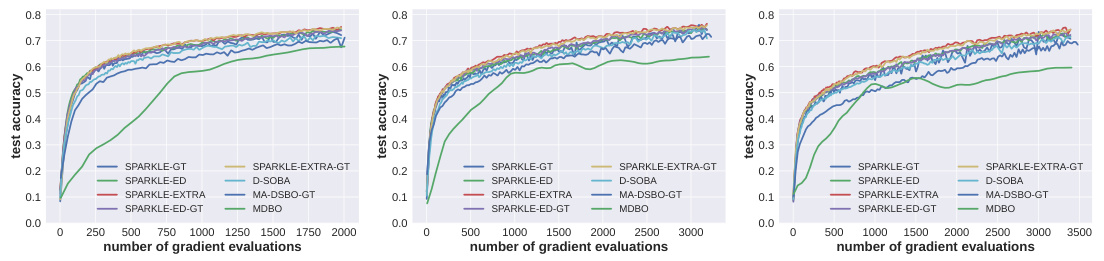 test accuracy
0.8
0.7
0.6
0.5
0.4
0.3
0.2
0.1
0.0
SPARKLE-GT
SPARKLE-ED
SPARKLE-EXTRA
SPARKLE-ED-GT
SPARKLE-EXTRA-GT
D-SOBA
MA-DSBO-GT
MDBO
0 250 500 750 1000 1250 1500 1750 2000
number of gradient evaluations
test accuracy
0.8
0.7
0.6
0.5
0.4
0.3
0.2
0.1
0.0
SPARKLE-GT
SPARKLE-ED
SPARKLE-EXTRA
SPARKLE-ED-GT
SPARKLE-EXTRA-GT
D-SOBA
MA-DSBO-GT
MDBO
0 500 1000 1500 2000 2500 3000
number of gradient evaluations
test accuracy
0.8
0.7
0.6
0.5
0.4
0.3
0.2
0.1
0.0
SPARKLE-GT
SPARKLE-ED
SPARKLE-EXTRA
SPARKLE-ED-GT
SPARKLE-EXTRA-GT
D-SOBA
MA-DSBO-GT
MDBO
0 500 1000 1500 2000 2500 3000 3500
number of gradient evaluations